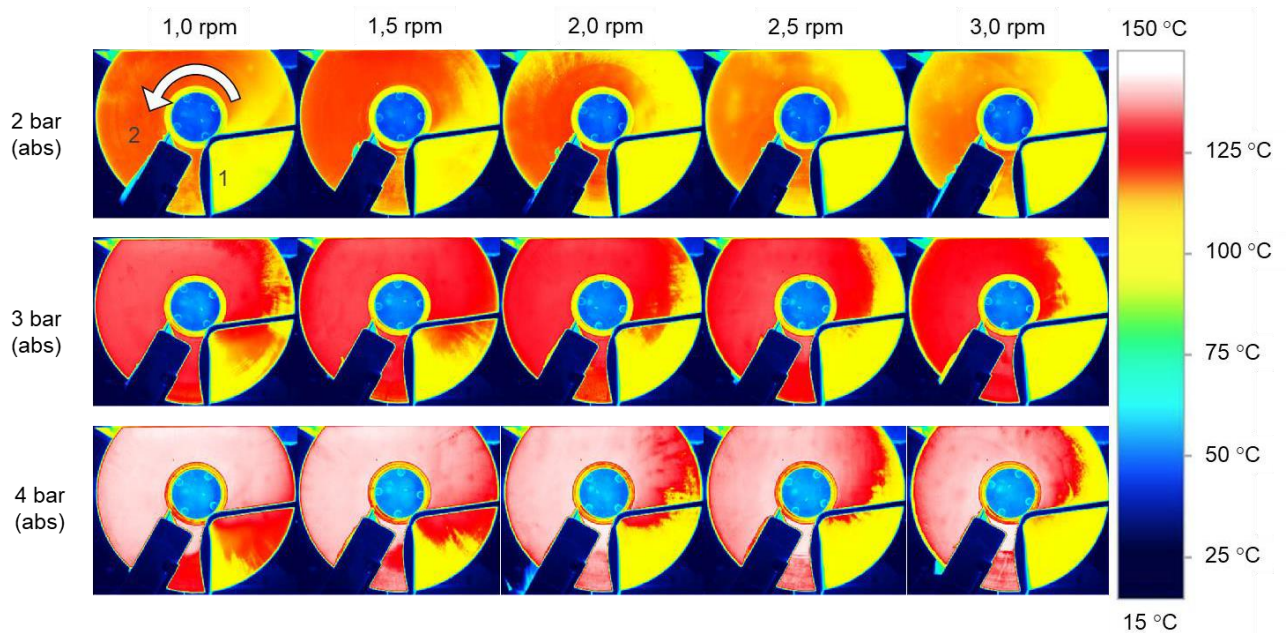 1,0 rpm 1,5 rpm 2,0 rpm 2,5 rpm 3,0 rpm 150 °C
2 bar
(abs)
2
1
125 °C
3 bar
(abs)
100 °C
75 °C
4 bar
(abs)
50 °C
25 °C
15 °C